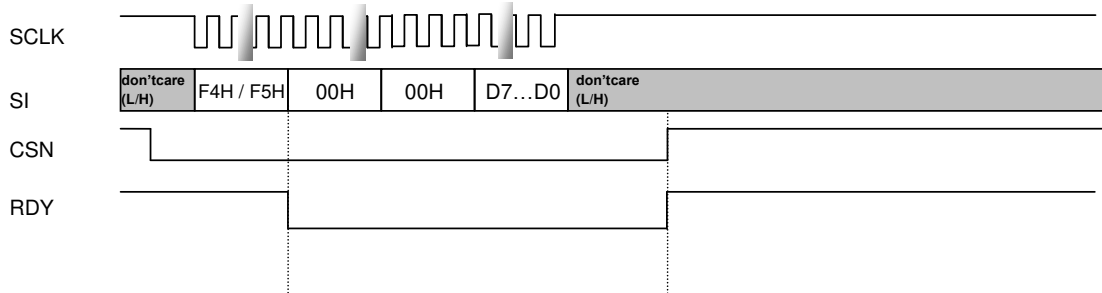 SCLK
SI
don'tcare
(L/H)
F4H / F5H
00H
00H
D7…D0
don'tcare
(L/H)
CSN
RDY